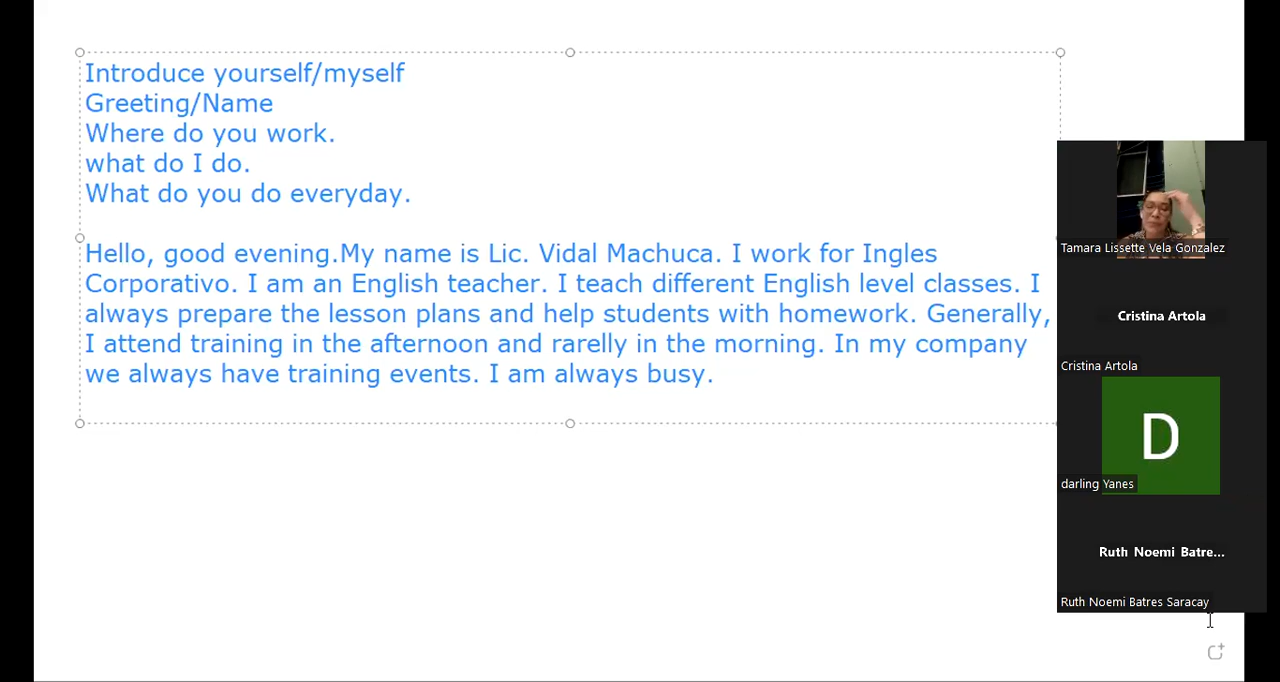 Introduce yourself/myself
Greeting/Name
Where do you work.
what do I do.
What do you do everyday.
Hello, good evening.My name is Lic. Vidal Machuca. I work for Ingles
Corporativo. I am an English teacher. I teach different English level classes. I
always prepare the lesson plans and help students with homework. Generally,
I attend training in the afternoon and rarelly in the morning. In my company
we always have training events. I am always busy.
Tamara Lissette Vela Gonzalez
Cristina Artola
Cristina Artola
D
darling Yanes
Ruth Noemi Batre...
Ruth Noemi Batres Saracay